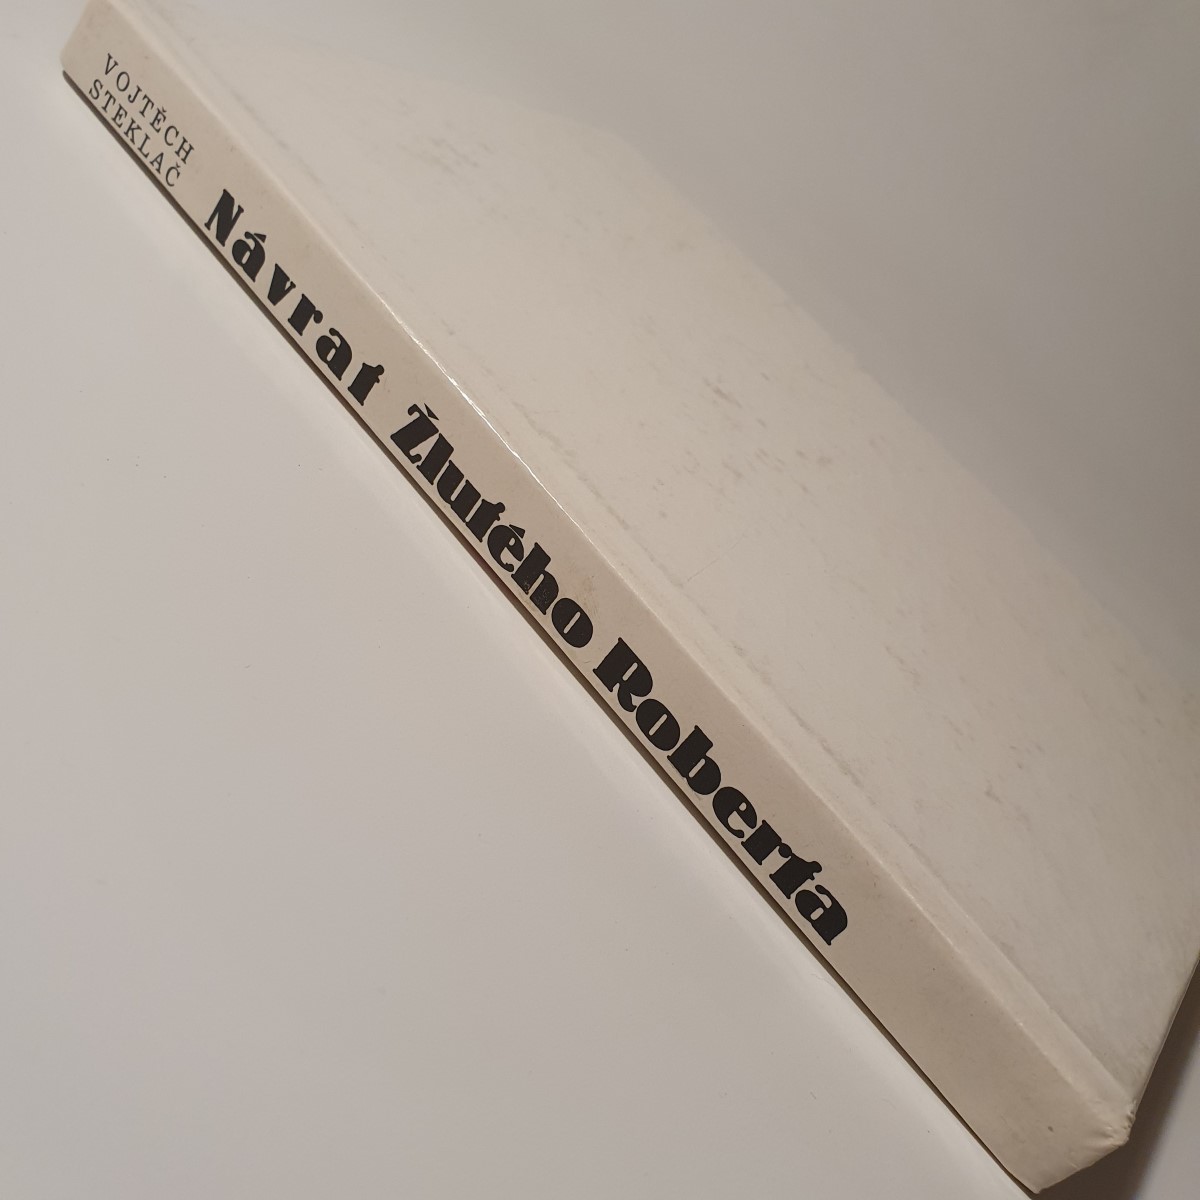 VOJTĚCH
STEKLAČ
Návrat Žlutého Roberta